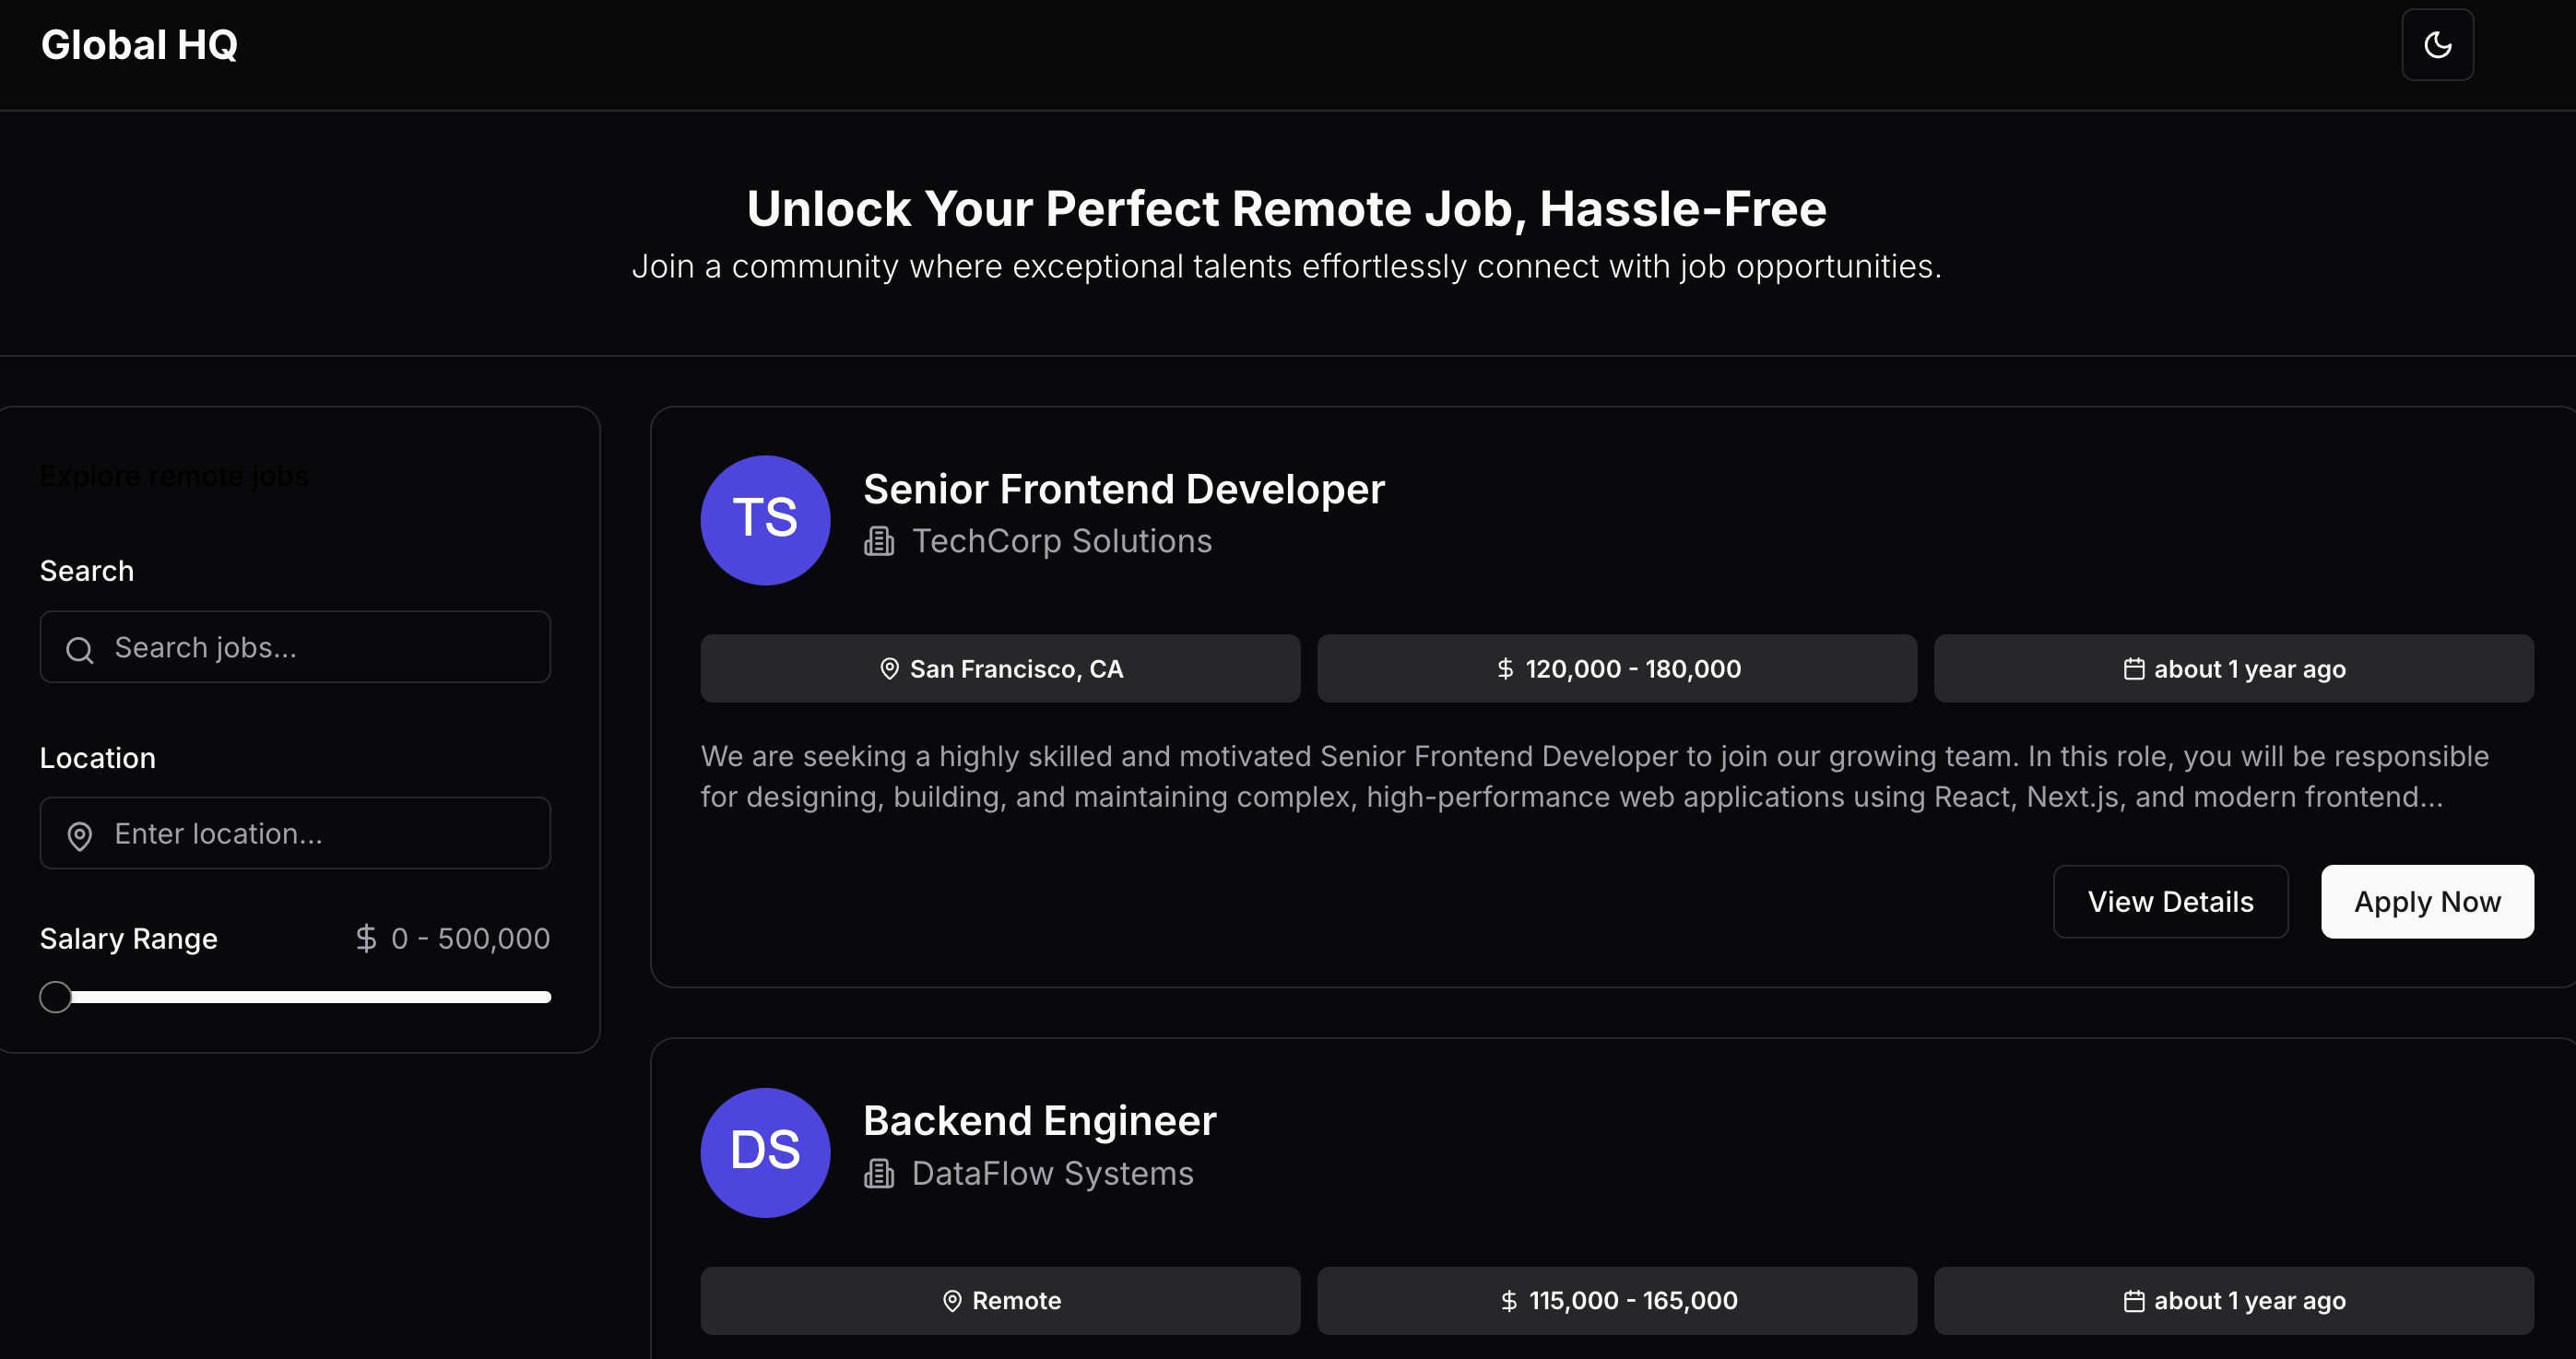 Global HQ
Unlock Your Perfect Remote Job, Hassle-Free
Join a community where exceptional talents effortlessly connect with job opportunities.
Explore remote jobs
Search
Search jobs...
Location
Enter location...
Salary Range
$ 0 - 500,000
TS
Senior Frontend Developer
TechCorp Solutions
San Francisco, CA
$ 120,000 - 180,000
about 1 year ago
We are seeking a highly skilled and motivated Senior Frontend Developer to join our growing team. In this role, you will be responsible
for designing, building, and maintaining complex, high-performance web applications using React, Next.js, and modern frontend...
View Details
Apply Now
DS
Backend Engineer
DataFlow Systems
Remote
$ 115,000 - 165,000
about 1 year ago